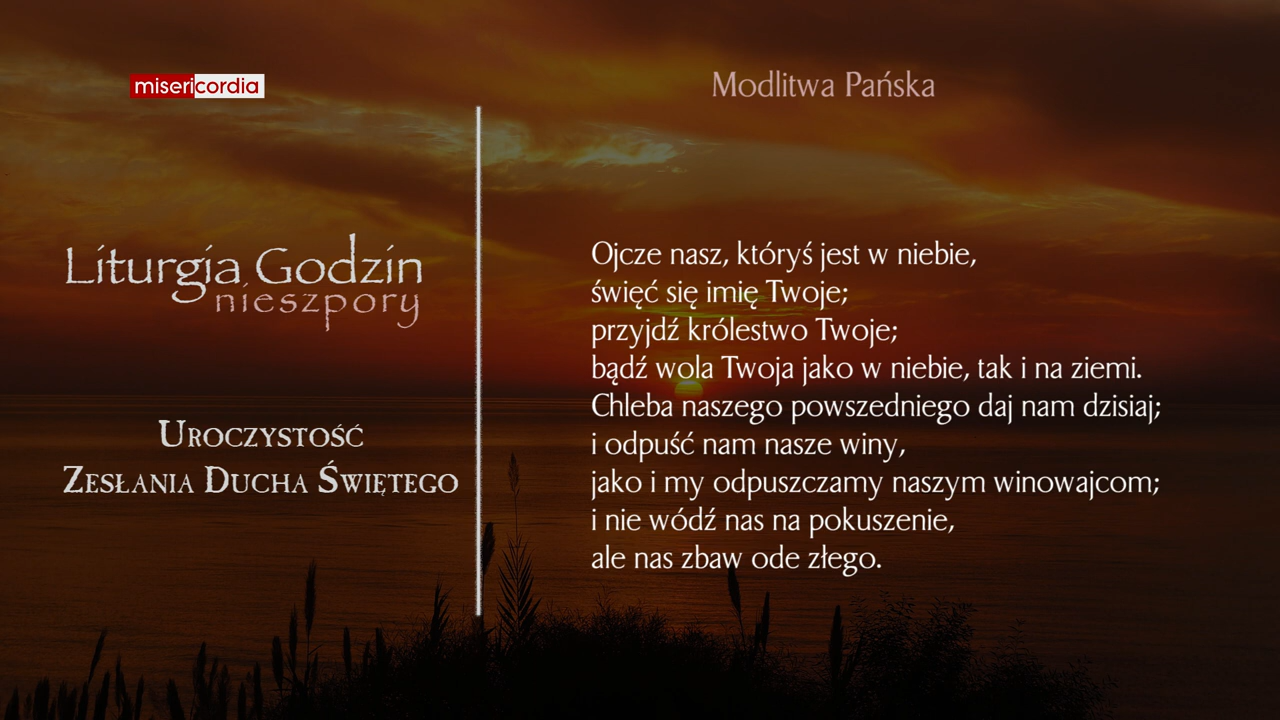 misericordia
Liturgia Godzin
nieszpory
Uroczystość
Zesłania Ducha Świętego
Modlitwa Pańska
Ojcze nasz, któryś jest w niebie,
święć się imię Twoje;
przyjdź królestwo Twoje;
bądź wola Twoja jako w niebie, tak i na ziemi.
Chleba naszego powszedniego daj nam dzisiaj;
i odpuść nam nasze winy,
jako i my odpuszczamy naszym winowajcom;
i nie wódź nas na pokuszenie,
ale nas zbaw ode złego.